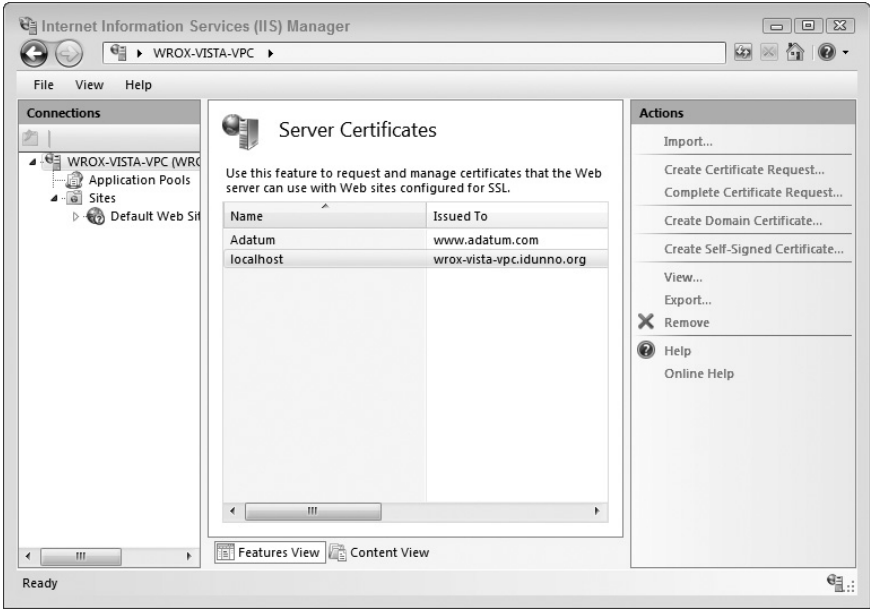 Internet Information Services (IIS) Manager
WROX-VISTA-VPC
File View Help
Connections
WROX-VISTA-VPC (WRO
Application Pools
Sites
Default Web Sit
Server Certificates
Use this feature to request and manage certificates that the Web
server can use with Web sites configured for SSL.
Name Issued To
Adatum www.adatum.com
localhost wrox-vista-vpc.idunno.org
Features View Content View
Actions
Import...
Create Certificate Request...
Complete Certificate Request...
Create Domain Certificate...
Create Self-Signed Certificate...
View...
Export...
Remove
Help
Online Help
Ready